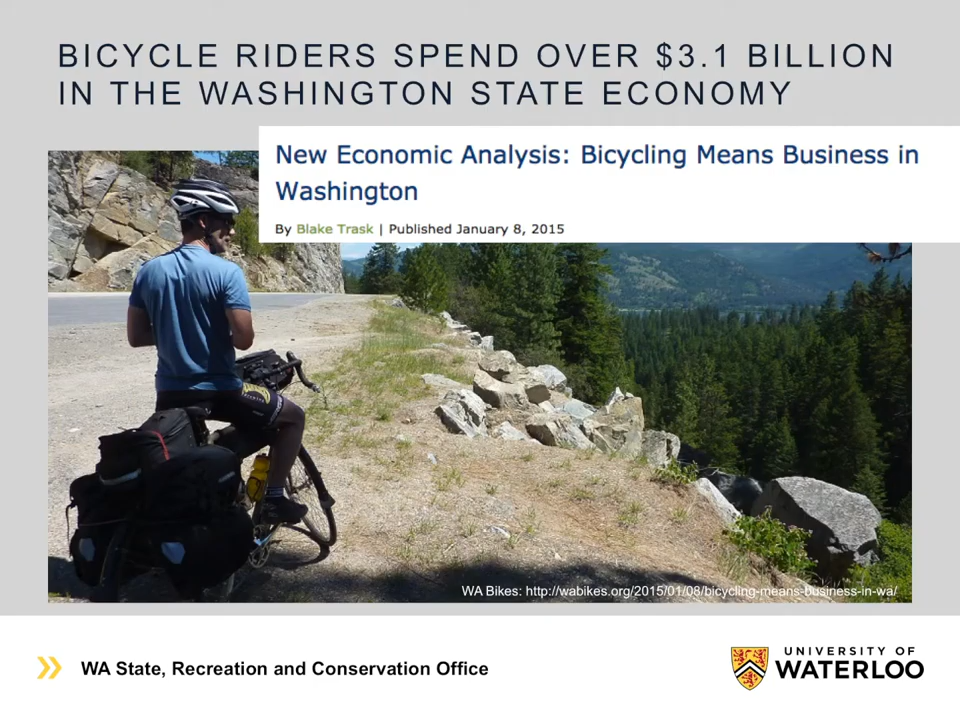 BICYCLE RIDERS SPEND OVER $3.1 BILLION
IN THE WASHINGTON STATE ECONOMY
New Economic Analysis: Bicycling Means Business in
Washington
By Blake Trask | Published January 8, 2015
WA Bikes: http://wabikes.org/2015/01/08/bicycling-means-business-in-wa/
WA State, Recreation and Conservation Office
UNIVERSITY OF
WATERLOO